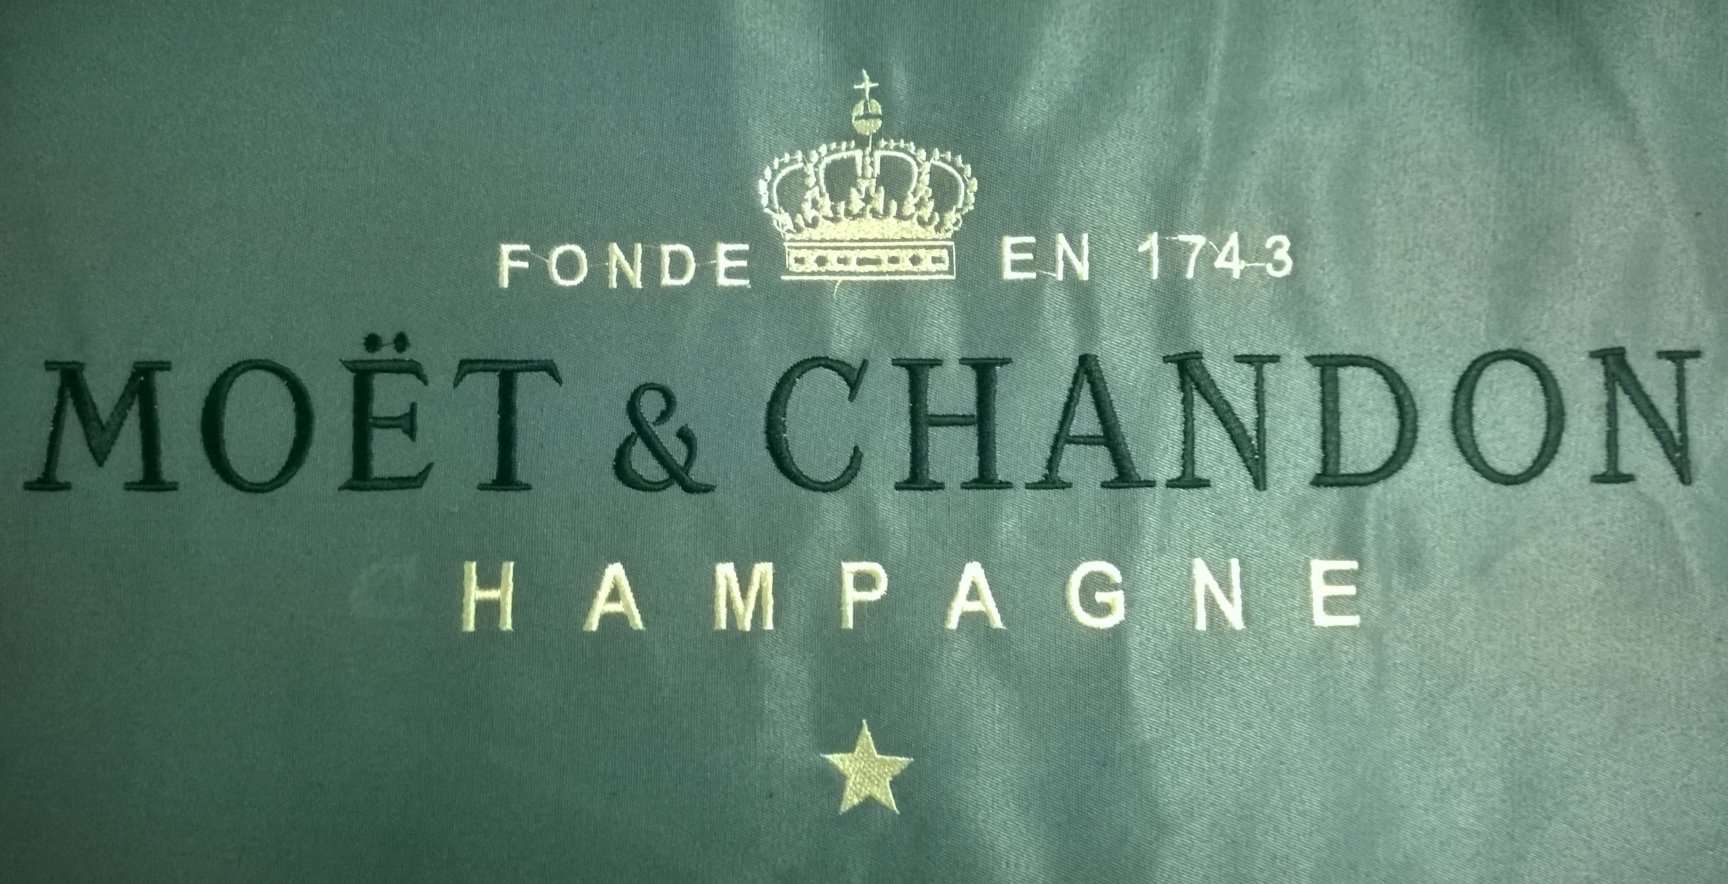 FONDE EN 1743
MOËT & CHANDON
HAMPAGNE